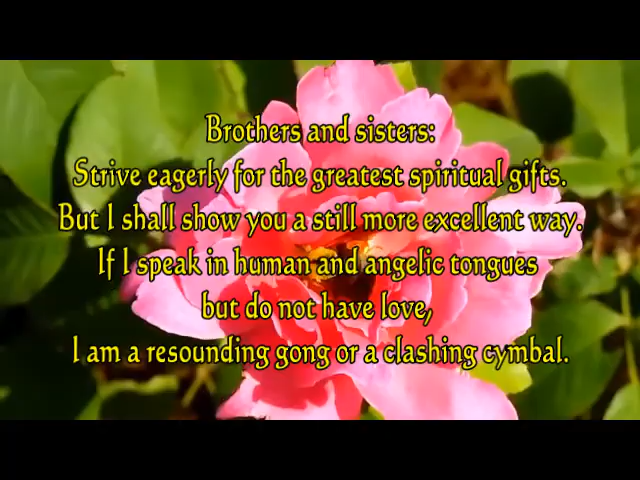 Brothers and sisters:
Strive eagerly for the greatest spiritual gifts.
But I shall show you a still more excellent way.
If I speak in human and angelic tongues
but do not have love,
I am a resounding gong or a clashing cymbal.